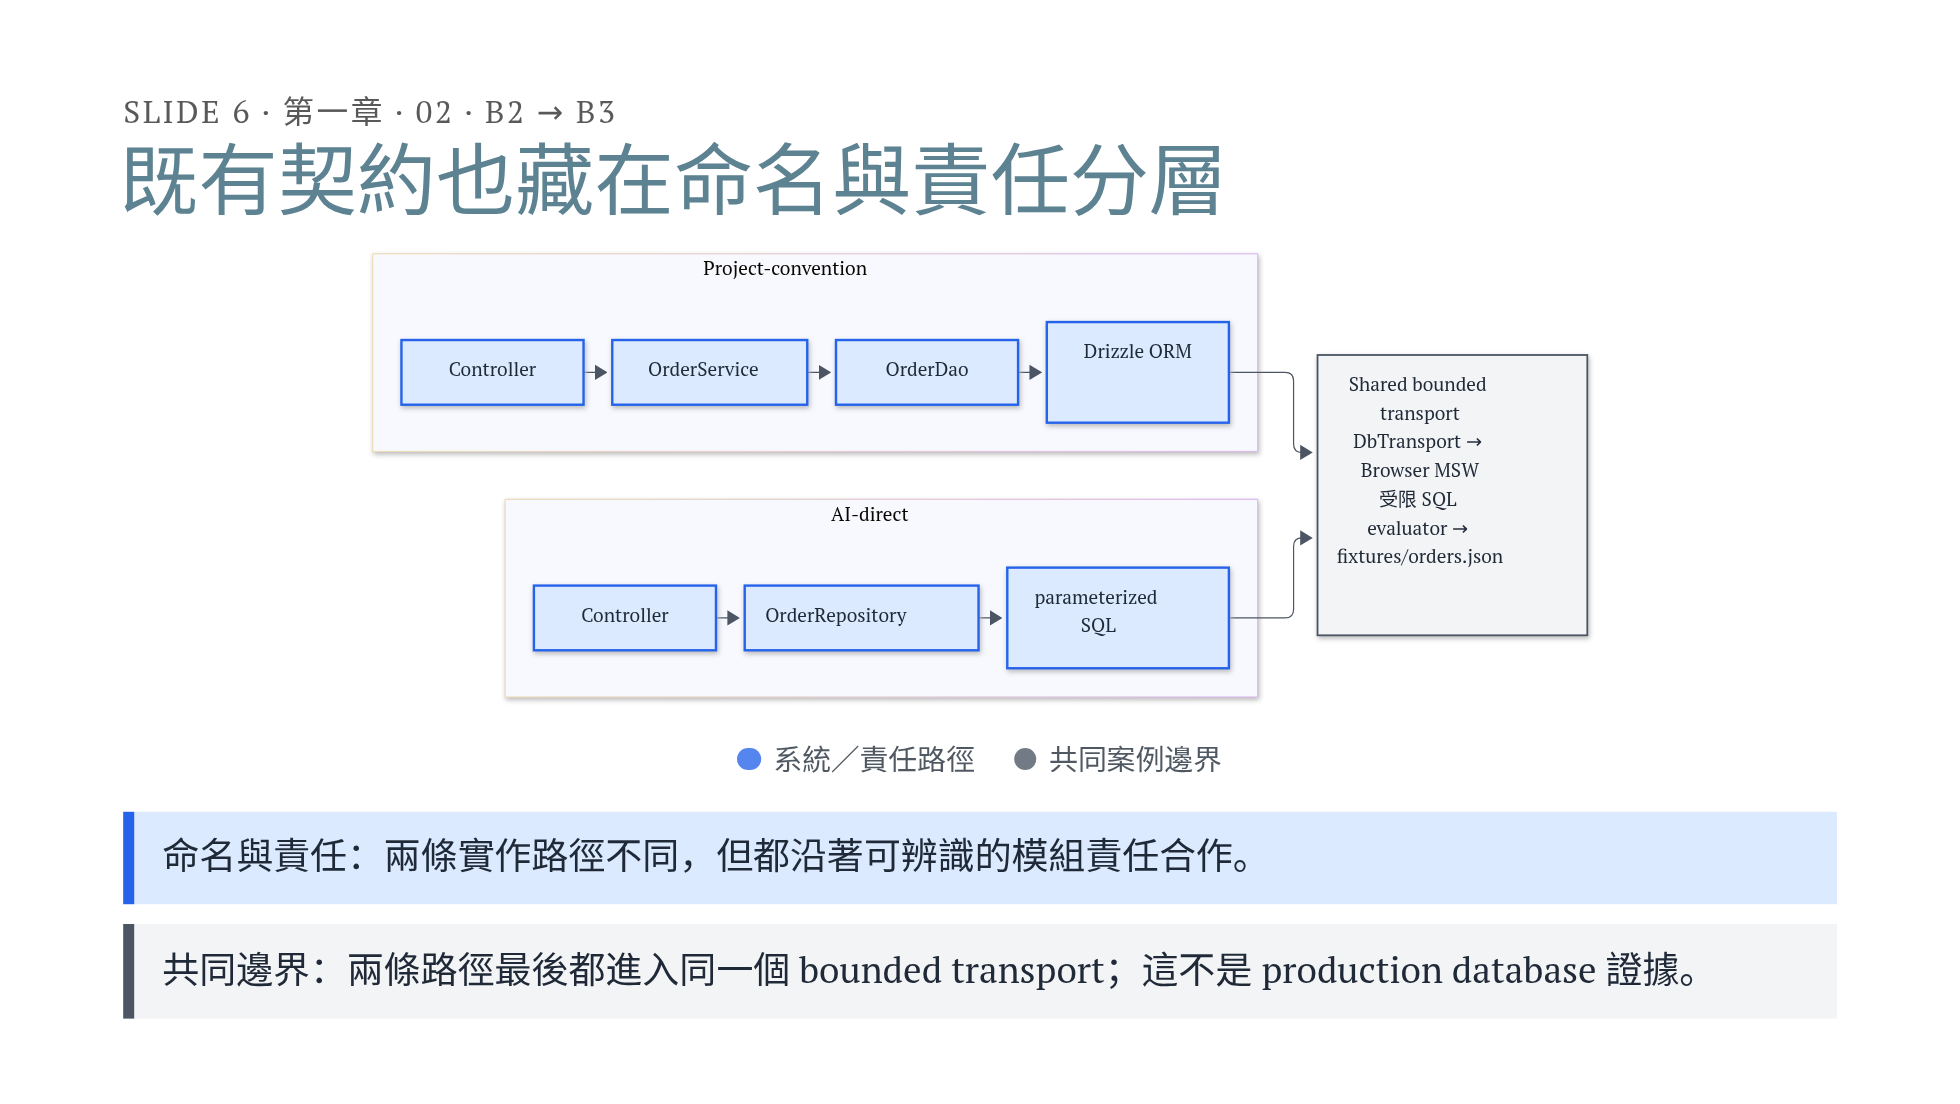 SLIDE 6 · 第一章 · 02 · B2 → B3
既有契約也藏在命名與責任分層
Project-convention
Controller
OrderService
OrderDao
Drizzle ORM
AI-direct
Controller
OrderRepository
parameterized
SQL
Shared bounded
transport
DbTransport →
Browser MSW
受限 SQL
evaluator →
fixtures/orders.json
系統／責任路徑
共同案例邊界
命名與責任：兩條實作路徑不同，但都沿著可辨識的模組責任合作。
共同邊界：兩條路徑最後都進入同一個 bounded transport；這不是 production database 證據。